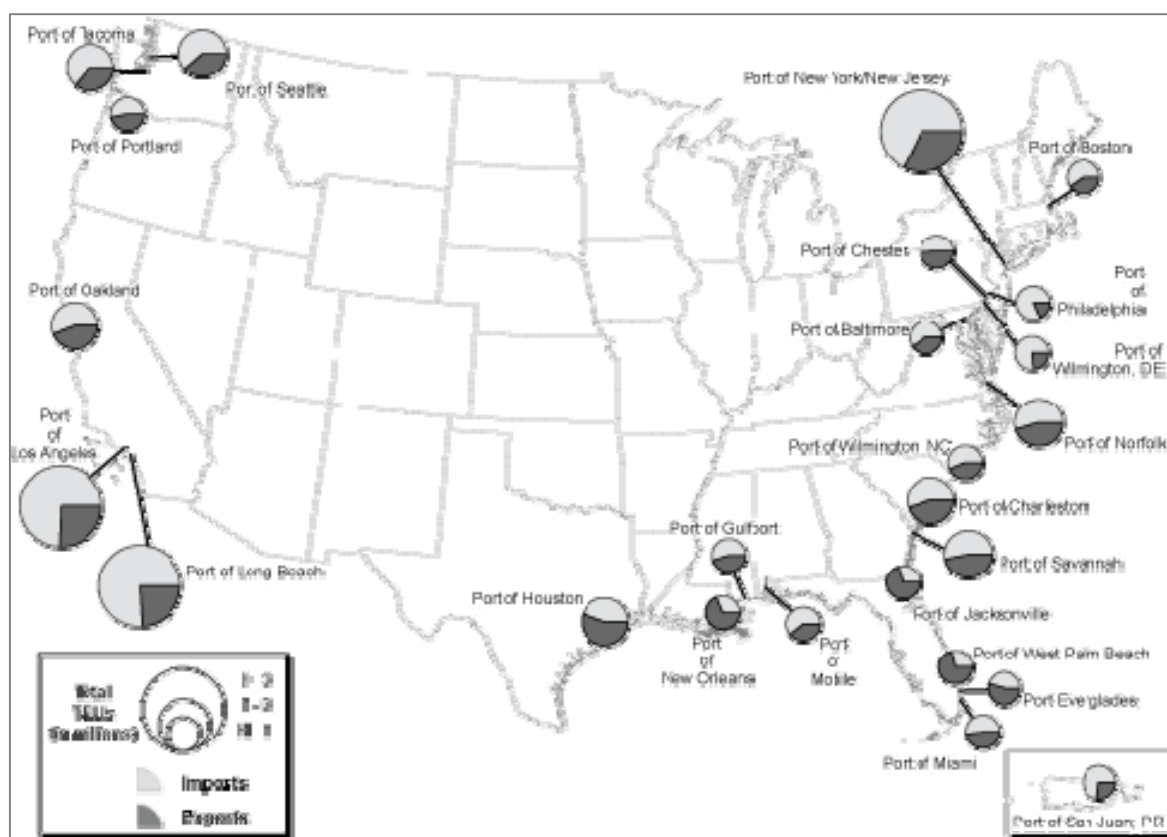 Port of Tacoma
Port of Seattle
Port of Portland
Port of New York/New Jersey
Port of Boston
Port of Chester
Port
of
Philadelphia
Port of Baltimore
Port of
Wilmington, DE
Port of Oakland
Port
of
Los Angeles
Port of Long Beach
Port of Wilmington, NC
Port of Norfolk
Port of Charleston
Port of Gulfport
Port of Savannah
Port of Houston
Port of Jacksonville
Port
of
New Orleans
Port
of
Mobile
Port of West Palm Beach
Port Everglades
Port of Miami
Total
TEUs
(in millions)
Imports
Exports
Port of San Juan, PR